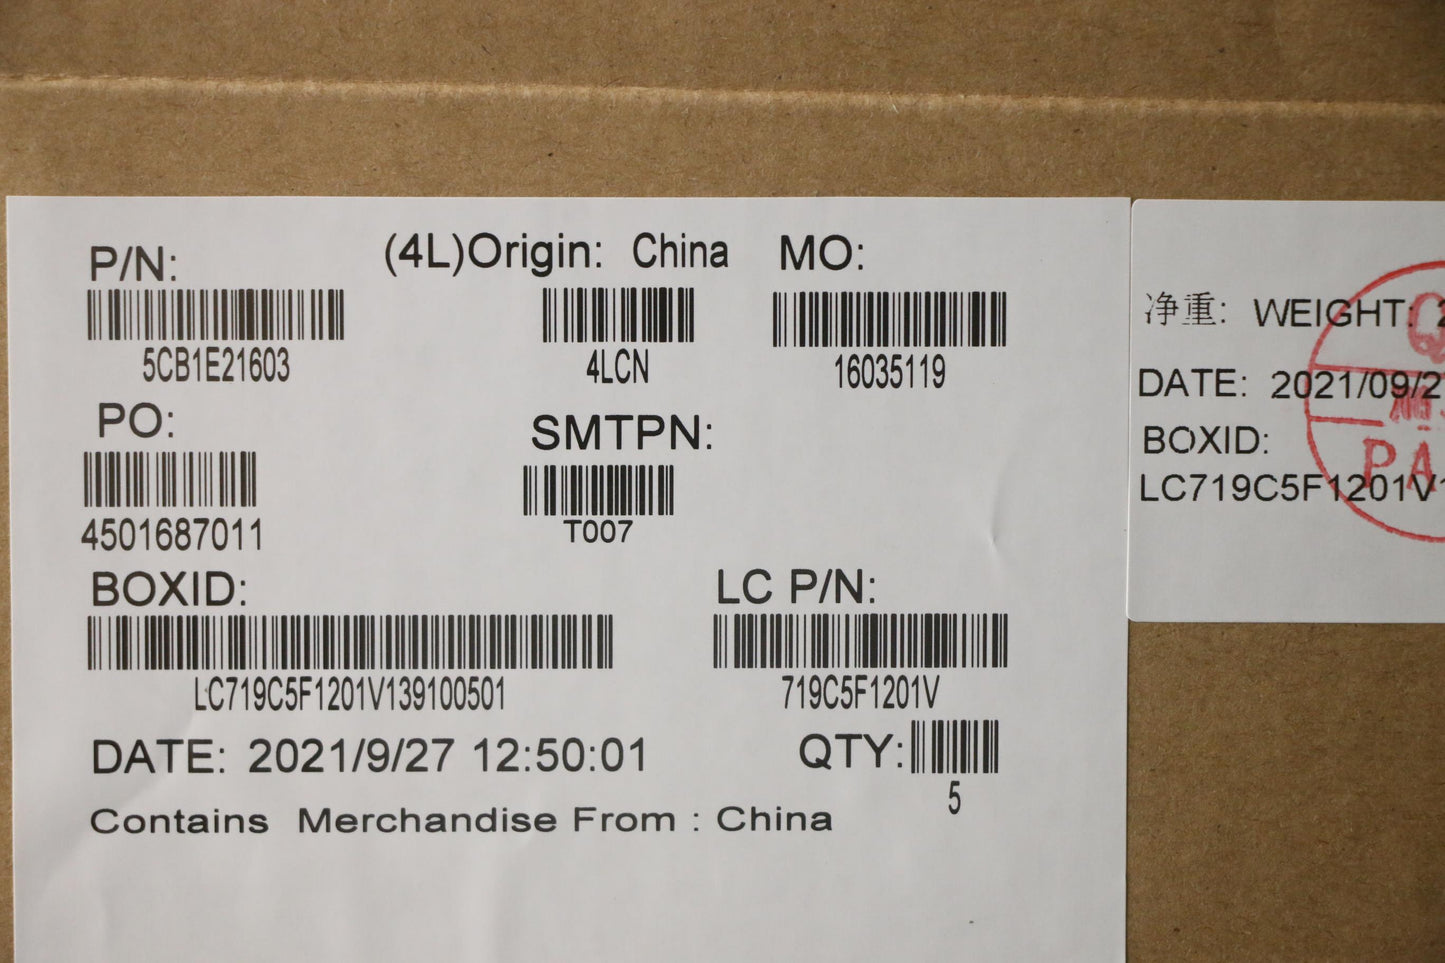 P/N:
(4L)Origin: China
MO:
5CB1E21603
4LCN
16035119
PO:
SMTPN:
4501687011
T007
BOXID:
LC P/N:
LC719C5F1201V139100501
719C5F1201V
DATE: 2021/9/27 12:50:01
QTY:
5
Contains Merchandise From : China
净重: WEIGHT:
DATE: 2021/09/2
BOXID:
LC719C5F1201V1
Q
PA